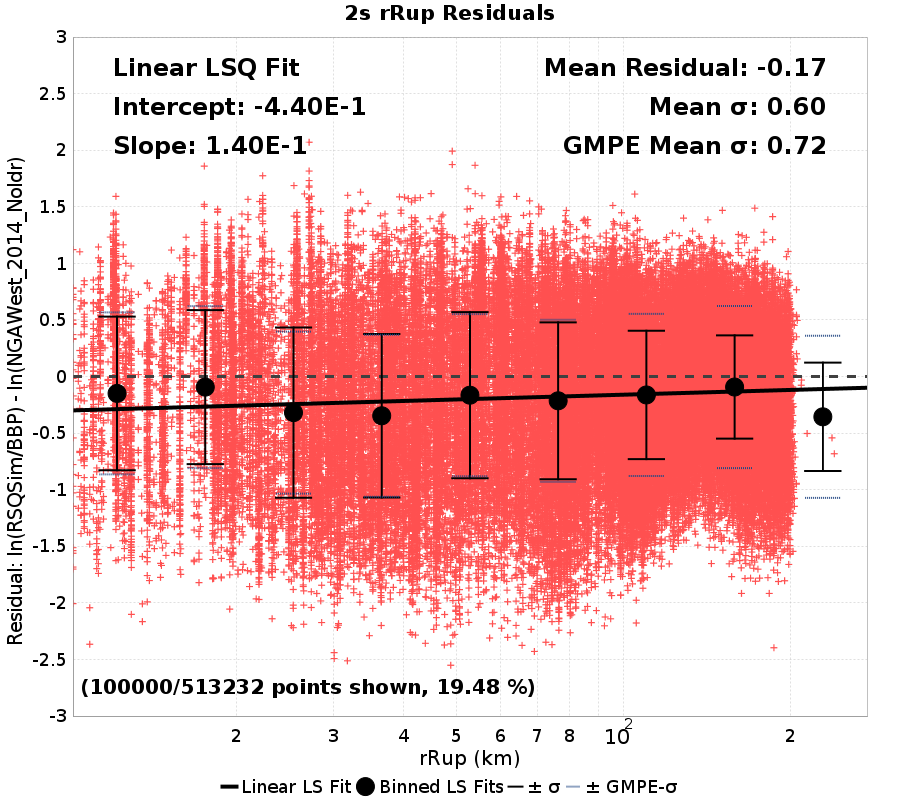 2s rRup Residuals
Linear LSQ Fit
Intercept: -4.40E-1
Slope: 1.40E-1
Mean Residual: -0.17
Mean σ: 0.60
GMPE Mean σ: 0.72
Residual: ln(RSQSim/BBP) - ln(NGAWest_2014_NoIdr)
3
2.5
2
1.5
1
0.5
0
-0.5
-1
-1.5
-2
-2.5
-3
(100000/513232 points shown, 19.48 %)
2 3 4 5 6 7 8 10² 2
rRup (km)
Linear LS Fit Binned LS Fits ± σ ± GMPE-σ